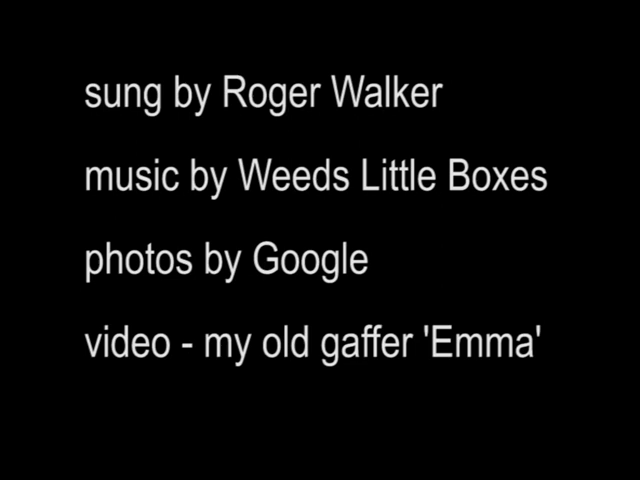 sung by Roger Walker
music by Weeds Little Boxes
photos by Google
video - my old gaffer 'Emma'